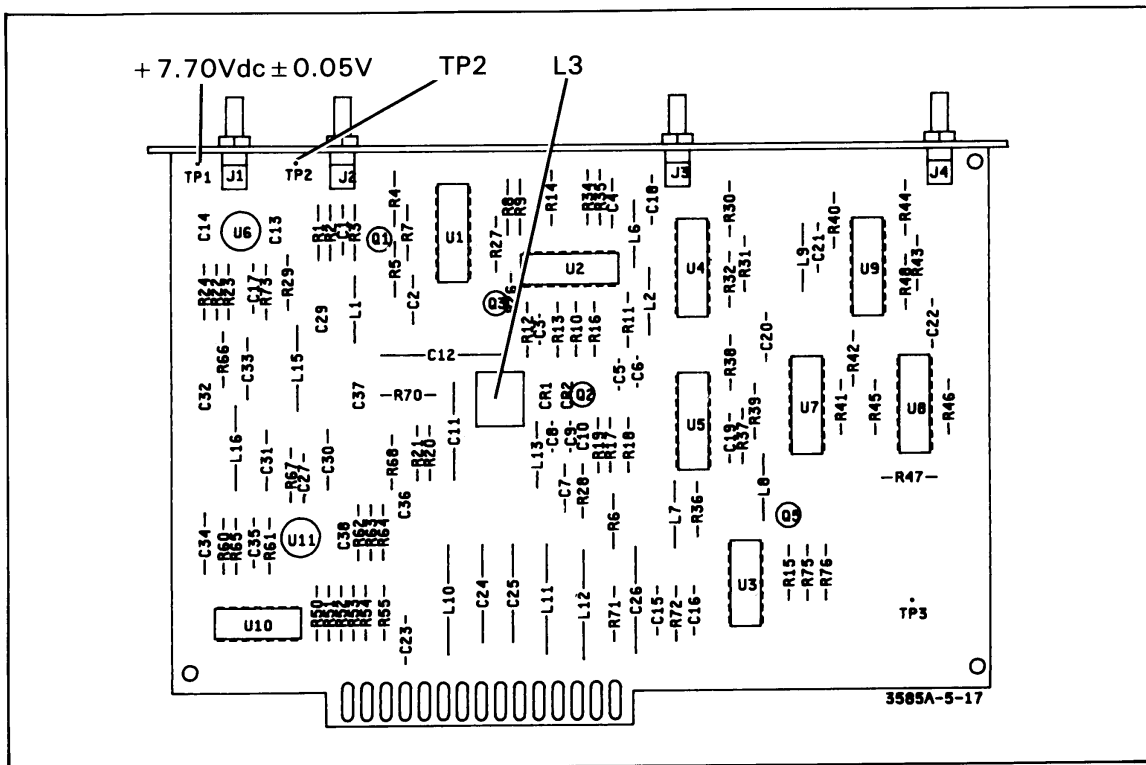 +7.70Vdc ± 0.05V TP2 L3
TP1 J1 TP2 J2 J3 J4
C14 U6 C13 R1 R2 C1 R3 Q1 R4 R7 R5 C2 U1 R27 R8 R9 R14 R34 R35 C4 L6 C18 U4 R30 R32 R31 L9 C21 R40 U9 R44 R48 R43
R24 R22 R23 C17 R73 R29 C29 L1 Q3 U2 R12 C3 R13 R10 R16 R11 L2 C20 C22
R66 C33 L15 C12 C32 C37 R70 C11 CR1 CR2 Q2 C5 C6 U5 R38 R39 C19 R37 U7 R41 R42 R45 U8 R46
L16 C31 R67 C27 C30 R68 R21 R20 C36 L13 C8 C9 C10 R19 R17 R18 C7 R28 R6 L7 R36 L8 Q5 R47
C34 R60 R65 C35 R61 U11 C38 R62 R63 R64 L10 C24 C25 L11 L12 R71 C26 C15 R72 C16 U3 R15 R75 R76
U10 R50 R51 R52 R53 R54 R55 C23 TP3
3585A-5-17